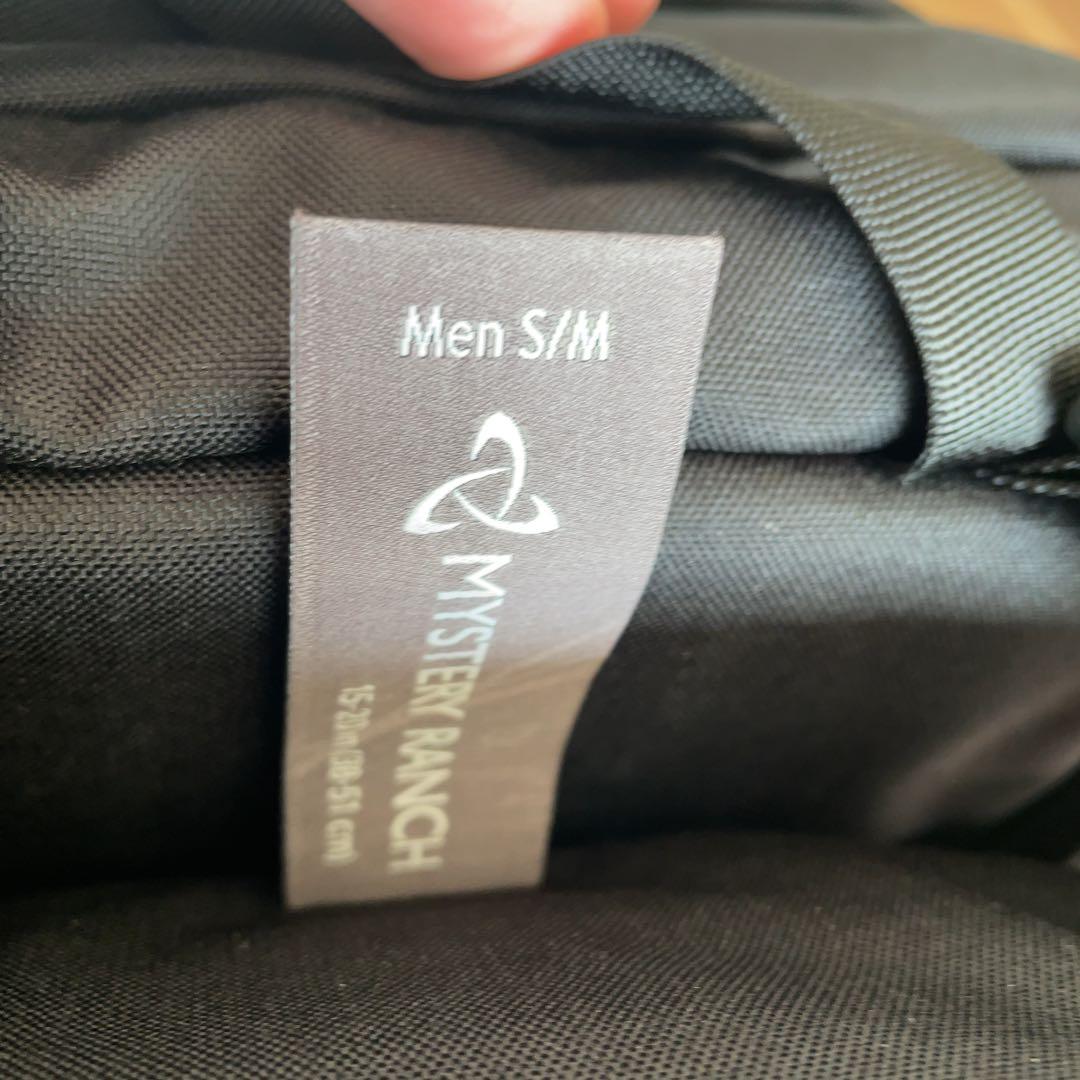 Men S/M
MYSTERY RANCH
15-20in/(38-51 cm)